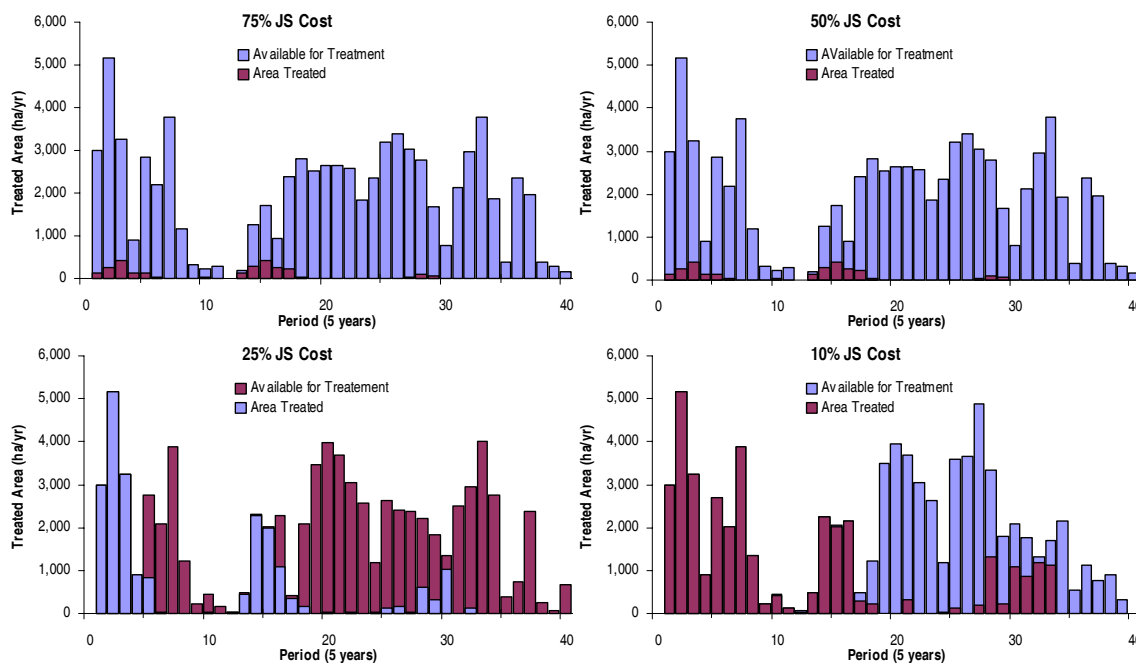 75% JS Cost
Available for Treatment
Area Treated
Treated Area (ha/yr)
6,000
5,000
4,000
3,000
2,000
1,000
0
0 10 20 30 40
Period (5 years)
50% JS Cost
AVailable for Treatment
Area Treated
Treated Area (ha/yr)
6,000
5,000
4,000
3,000
2,000
1,000
0
0 10 20 30 40
Period (5 years)
25% JS Cost
Available for Treatement
Area Treated
Treated Area (ha/yr)
6,000
5,000
4,000
3,000
2,000
1,000
0
0 10 20 30 40
Period (5 years)
10% JS Cost
Available for Treatment
Area Treated
Treated Area (ha/yr)
6,000
5,000
4,000
3,000
2,000
1,000
0
0 10 20 30 40
Period (5 years)